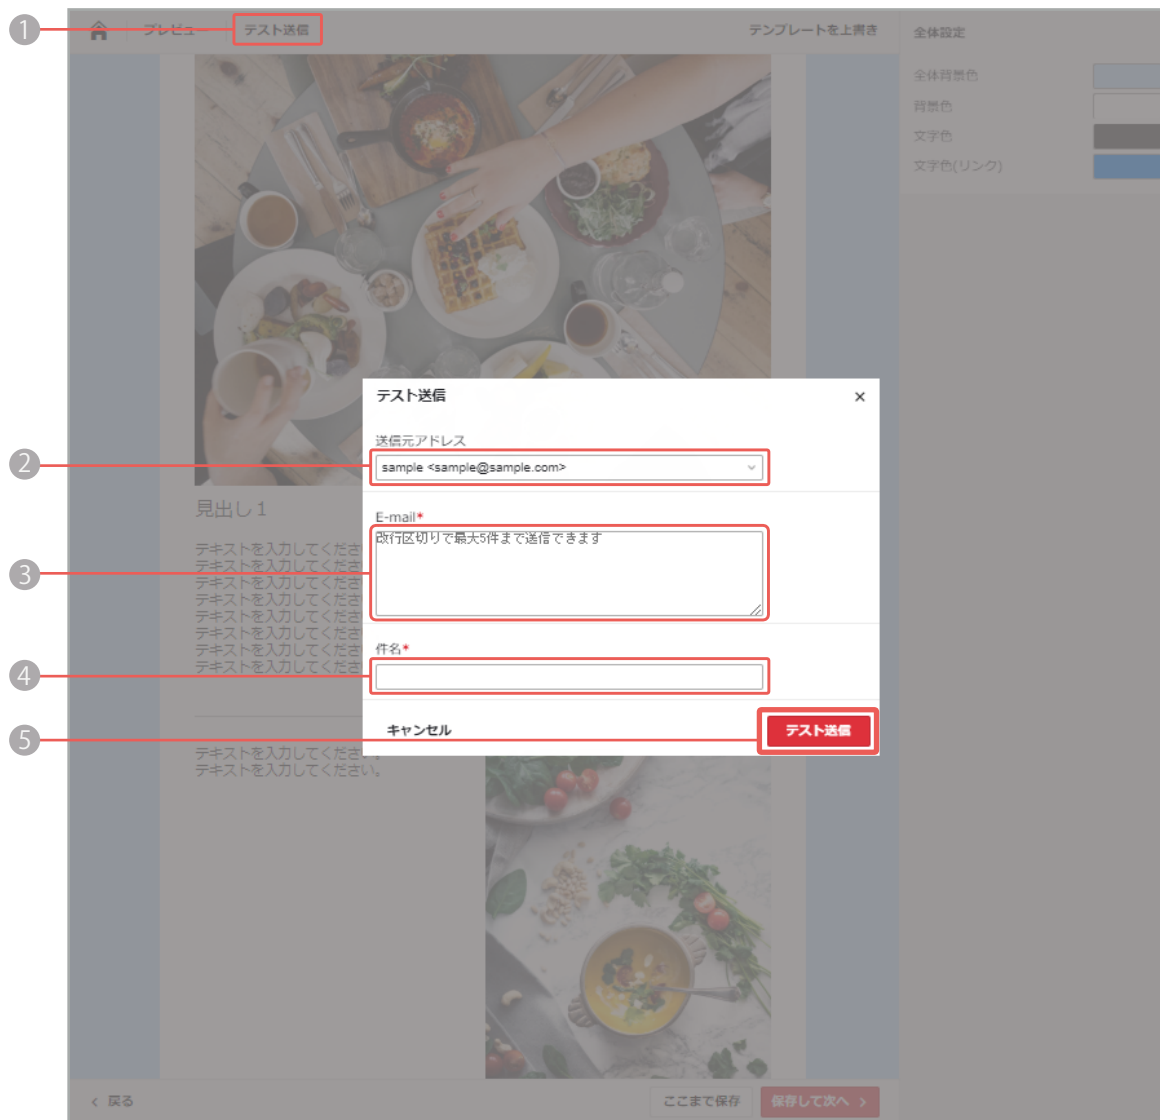 1
プレビュー
テスト送信
テンプレートを上書き
全体設定
全体背景色
背景色
文字色
文字色(リンク)
テスト送信
×
2
送信元アドレス
sample <sample@sample.com>
見出し1
E-mail*
改行区切りで最大5件まで送信できます
3
テキストを入力してくださ
テキストを入力してくださ
テキストを入力してくださ
テキストを入力してくださ
テキストを入力してくださ
テキストを入力してくださ
テキストを入力してくださ
テキストを入力してくださ
4
件名*
5
キャンセル
テスト送信
テキストを入力してください。
テキストを入力してください。
< 戻る
ここまで保存
保存して次へ >